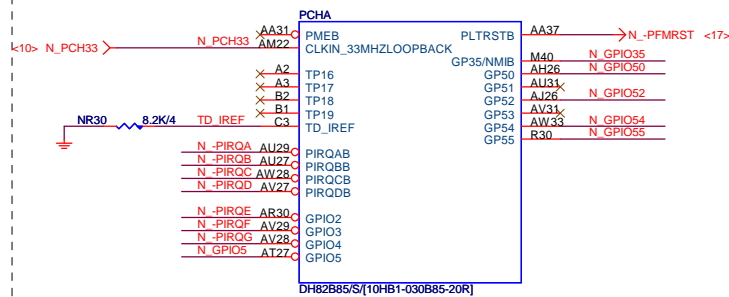 PCHA
AA31 PMEB PLTRSTB AA37 N_-PFMRST <17>
<10> N_PCH33 N_PCH33 AM22 CLKIN_33MHZLOOPBACK
GP35/NMIB M40 N_GPIO35
A2 TP16 GP50 AH26 N_GPIO50
A3 TP17 GP51 AU31
B2 TP18 GP52 AJ26 N_GPIO52
B1 TP19 GP53 AV31
NR30 8.2K/4 TD_IREF C3 TD_IREF GP54 AW33 N_GPIO54
GP55 R30 N_GPIO55
N_-PIRQA AU29 PIRQAB
N_-PIRQB AU27 PIRQBB
N_-PIRQC AW28 PIRQCB
N_-PIRQD AV27 PIRQDB
N_-PIRQE AR30 GPIO2
N_-PIRQF AV29 GPIO3
N_-PIRQG AV28 GPIO4
N_GPIO5 AT27 GPIO5
DH82B85/S/[10HB1-030B85-20R]